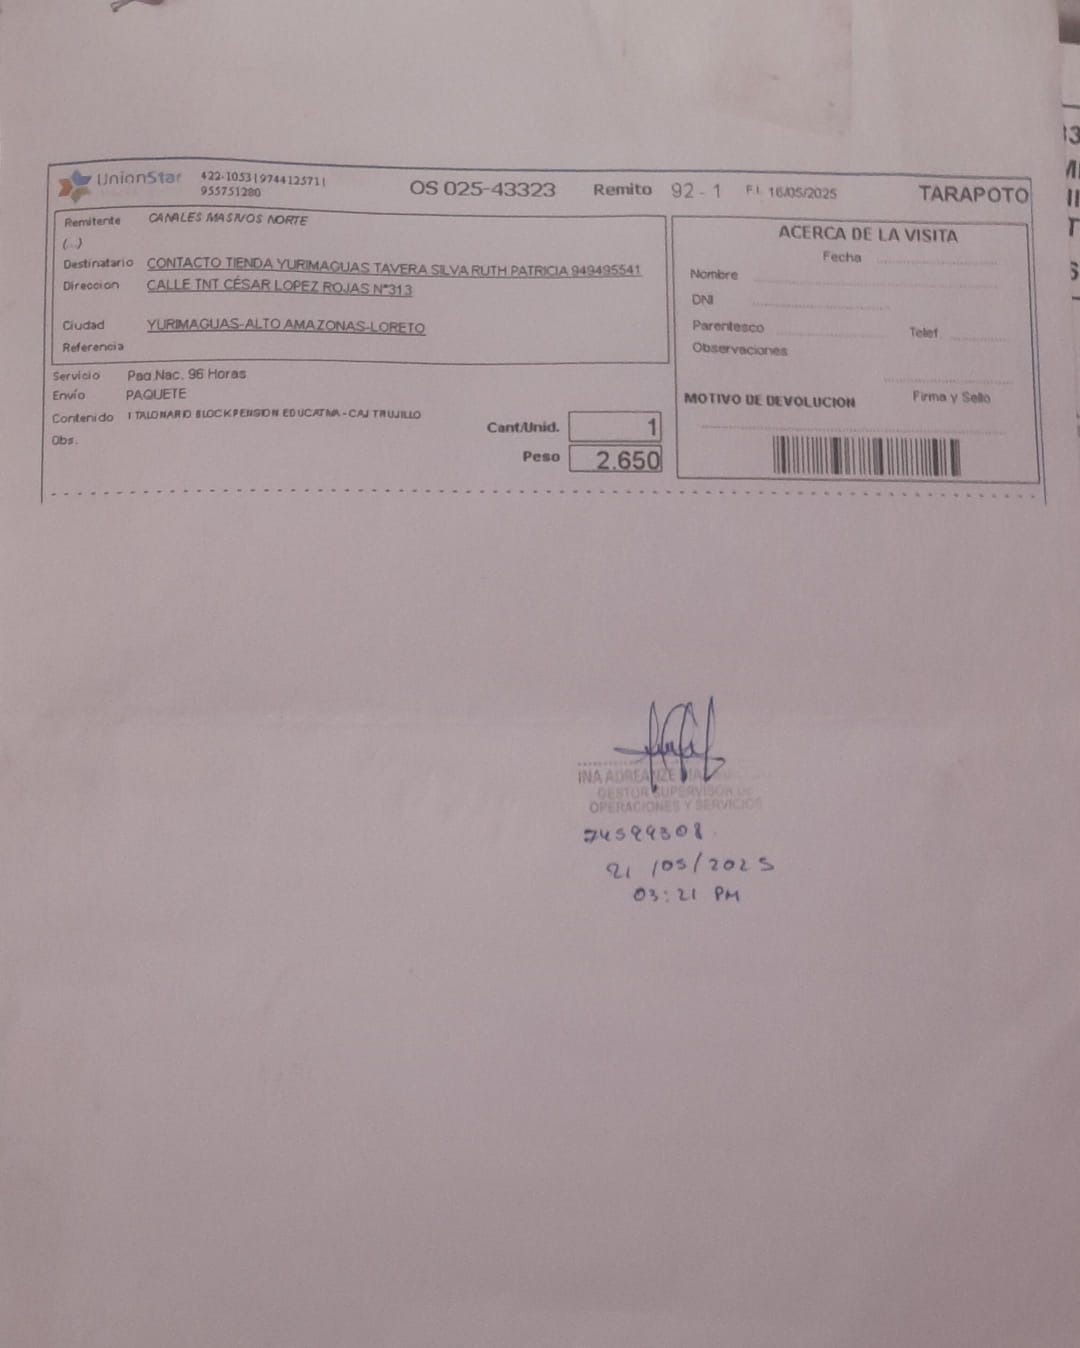 UnionStar 422-1053|974412571| OS 025-43323 Remito 92 - 1 F.I. 16/05/2025 TARAPOTO
955751280
Remitente CANALES MASIVOS NORTE
(...)
Destinatario CONTACTO TIENDA YURIMAGUAS TAVERA SILVA RUTH PATRICIA 949495541
Direccion CALLE TNT CÉSAR LOPEZ ROJAS N°313
Ciudad YURIMAGUAS-ALTO AMAZONAS-LORETO
Referencia
Servicio Paq Nac. 96 Horas
Envío PAQUETE
Contenido 1 TALONARIO BLOCK PENSION EDUCATIVA - CAJ TRUJILLO
Obs.
Cant/Unid. 1
Peso 2.650
ACERCA DE LA VISITA
Fecha
Nombre
DNI
Parentesco Telef.
Observaciones
MOTIVO DE DEVOLUCION Firma y Sello
INA ADREA
GESTOR SUPERVISOR DE
OPERACIONES Y SERVICIOS
74599308
21 /05/2025
03:21 PM